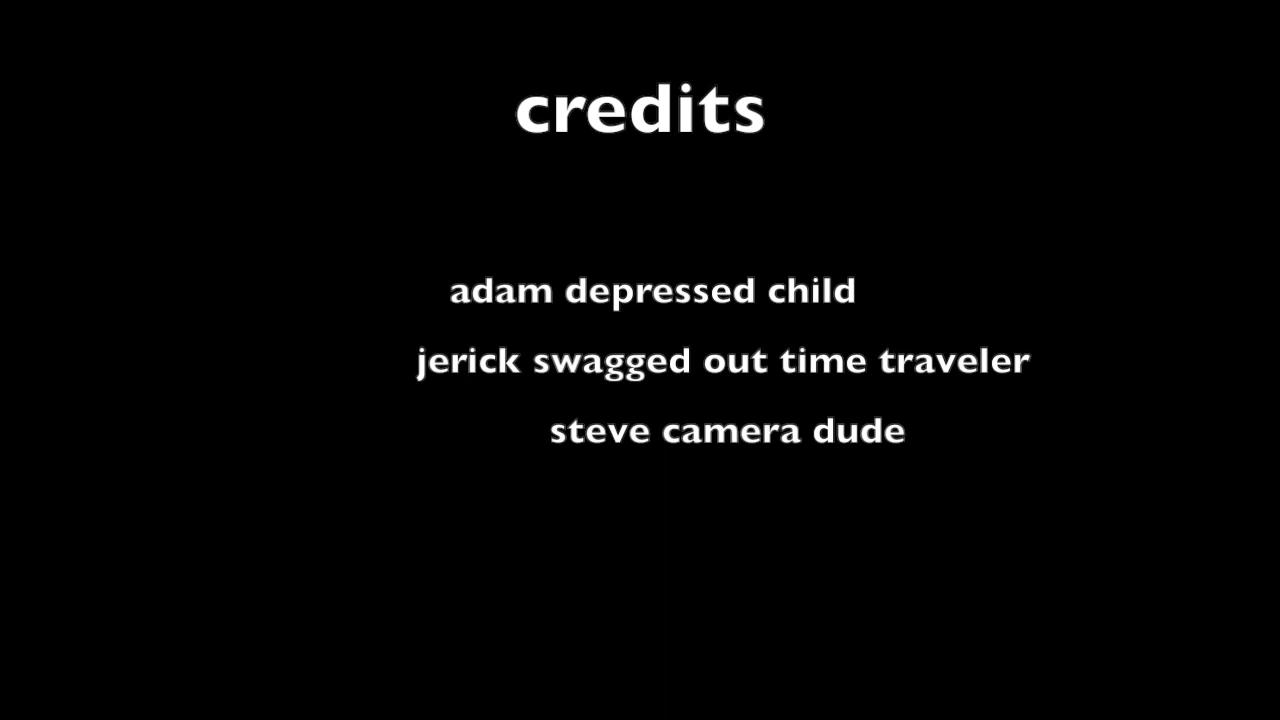 credits
adam depressed child
jerick swagged out time traveler
steve camera dude